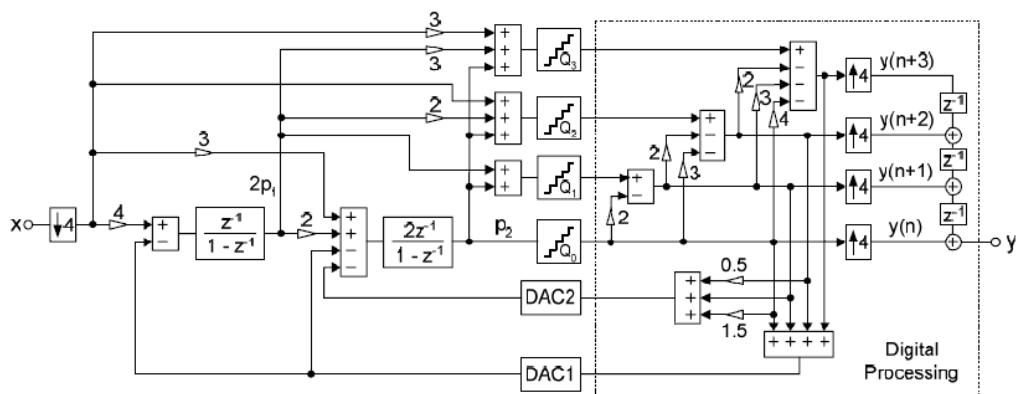 3
+
+
+
3
Q3
+
−
−
−
↑4
y(n+3)
2
z⁻¹
2
+
+
+
Q2
+
−
−
3
4
↑4
y(n+2)
+
3
2
z⁻¹
2p₁
+
+
Q1
+
−
3
↑4
y(n+1)
+
x
↓4
4
+
−
z⁻¹
1 - z⁻¹
2
+
+
−
−
2z⁻¹
1 - z⁻¹
p₂
Q0
2
z⁻¹
↑4
y(n)
+
y
DAC2
+
+
+
0.5
1.5
DAC1
+ + + +
Digital
Processing